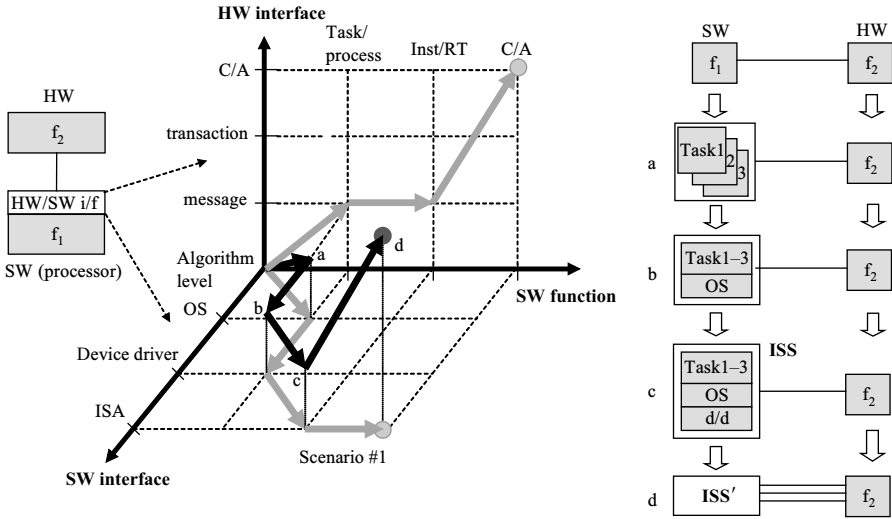 HW interface
Task/
process
Inst/RT
C/A
C/A
transaction
message
HW
f2
HW/SW i/f
f1
SW (processor)
Algorithm
level
OS
Device driver
ISA
SW interface
SW function
a
b
c
d
Scenario #1
SW
HW
f1
f2
a
Task1
2
3
f2
b
Task1–3
OS
f2
ISS
c
Task1–3
OS
d/d
f2
d
ISS′
f2